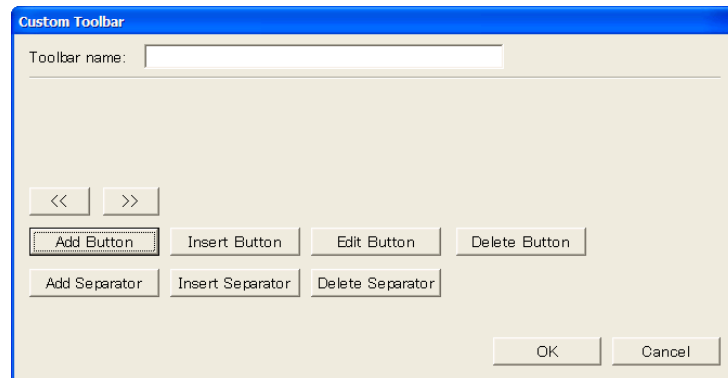 Custom Toolbar
Toolbar name:
<< >>
Add Button Insert Button Edit Button Delete Button
Add Separator Insert Separator Delete Separator
OK Cancel